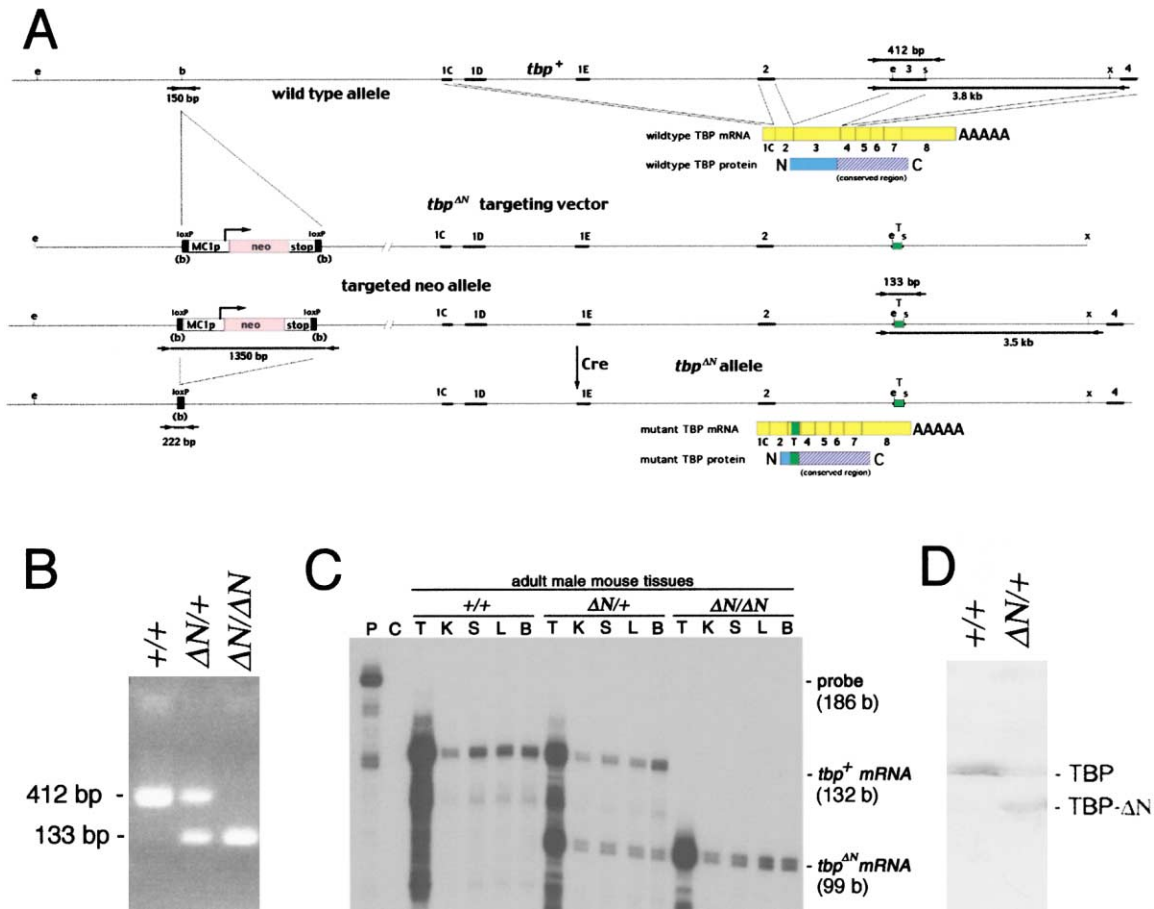 A
tbp+
412 bp
e b 1C 1D 1E 2 e 3 s x 4
150 bp
wild type allele
3.8 kb
wildtype TBP mRNA
AAAAA
1C 2 3 4 5 6 7 8
wildtype TBP protein N C
(conserved region)
tbpΔN targeting vector
loxP loxP
T
1C 1D 1E 2 e s x
e MC1p neo stop
(b) (b)
targeted neo allele
133 bp
loxP loxP
T
1C 1D 1E 2 e s x 4
e MC1p neo stop
(b) (b)
1350 bp
3.5 kb
Cre
tbpΔN allele
loxP
T
e 1C 1D 1E 2 e s x 4
(b)
222 bp
mutant TBP mRNA
AAAAA
1C 2 T 4 5 6 7 8
mutant TBP protein N C
(conserved region)
B
+/+ ΔN/+ ΔN/ΔN
412 bp -
133 bp -
C
adult male mouse tissues
+/+ ΔN/+ ΔN/ΔN
P C T K S L B T K S L B T K S L B
- probe
(186 b)
- tbp+ mRNA
(132 b)
- tbpΔN mRNA
(99 b)
D
+/+ ΔN/+
- TBP
- TBP-ΔN